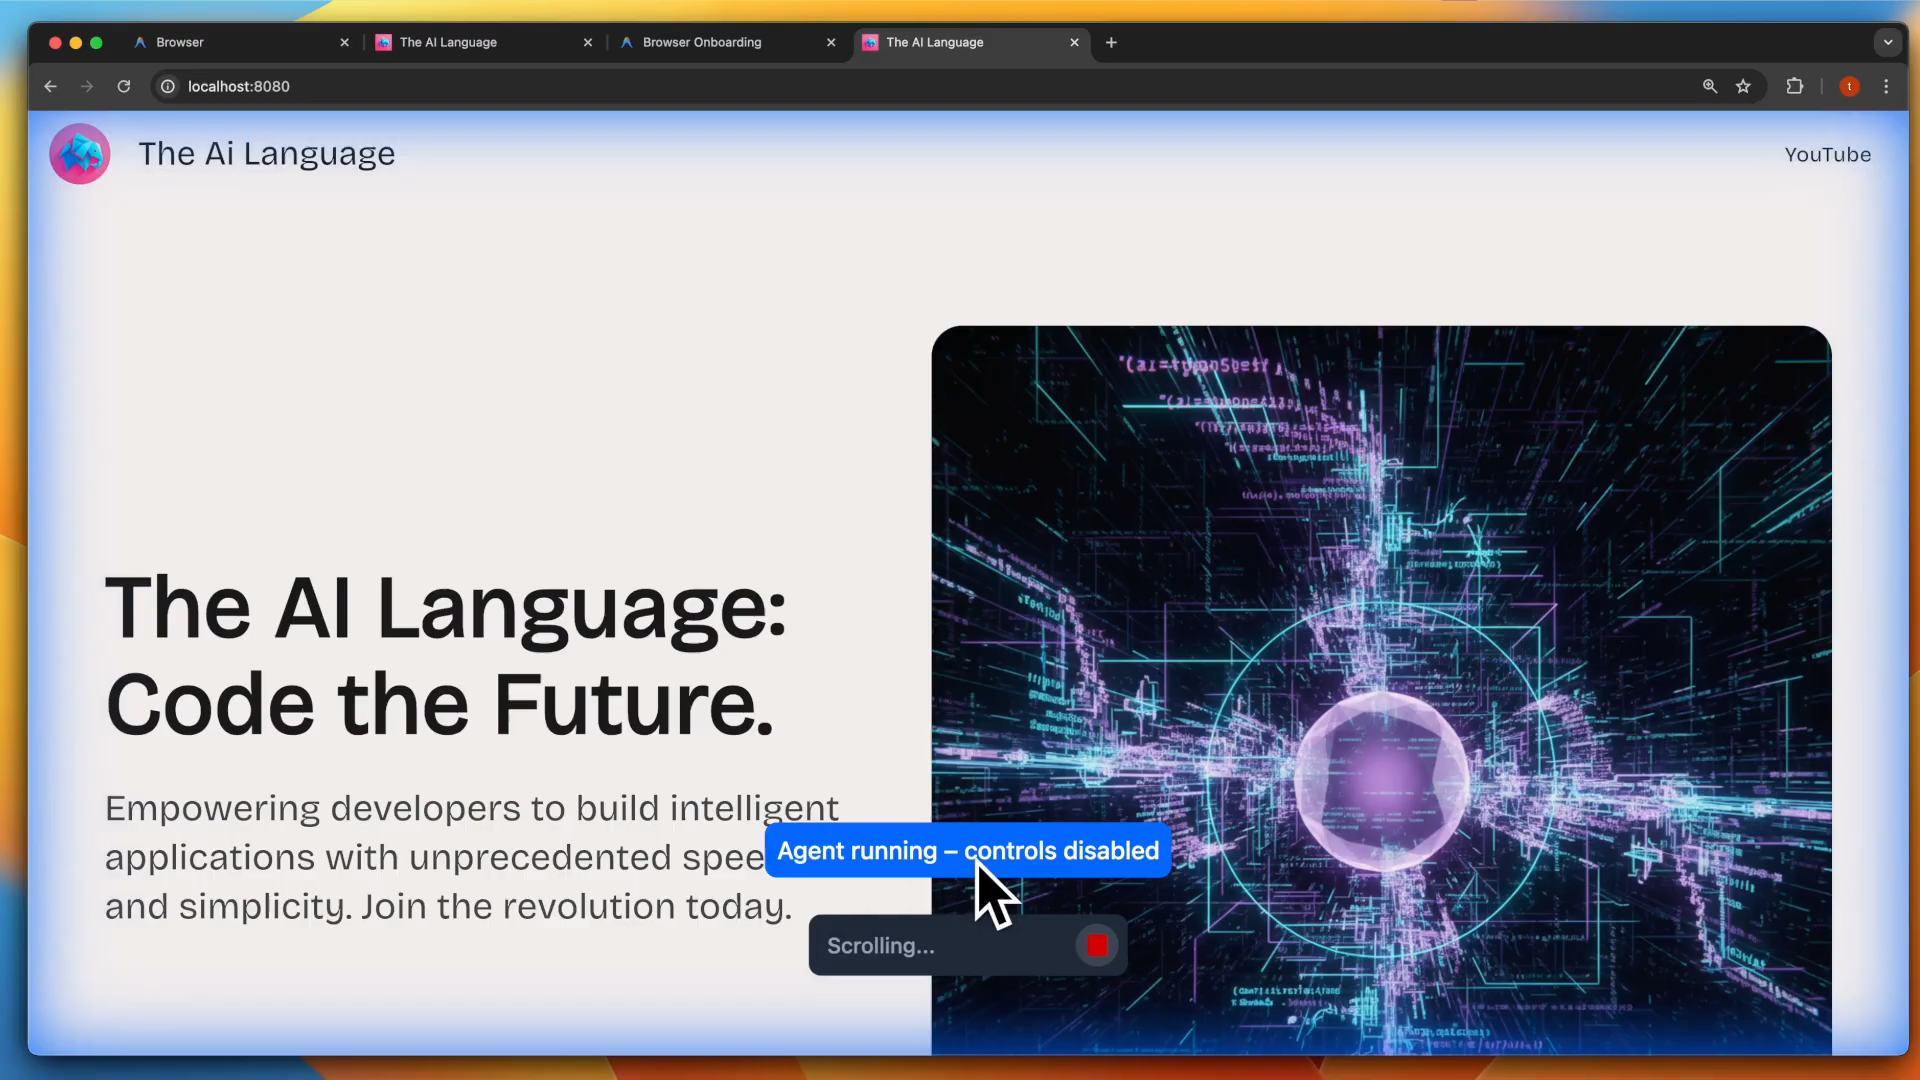 Browser
The AI Language
Browser Onboarding
The AI Language
localhost:8080
t
The Ai Language
YouTube
The AI Language:
Code the Future.
Empowering developers to build intelligent
applications with unprecedented spee
and simplicity. Join the revolution today.
Agent running – controls disabled
Scrolling...